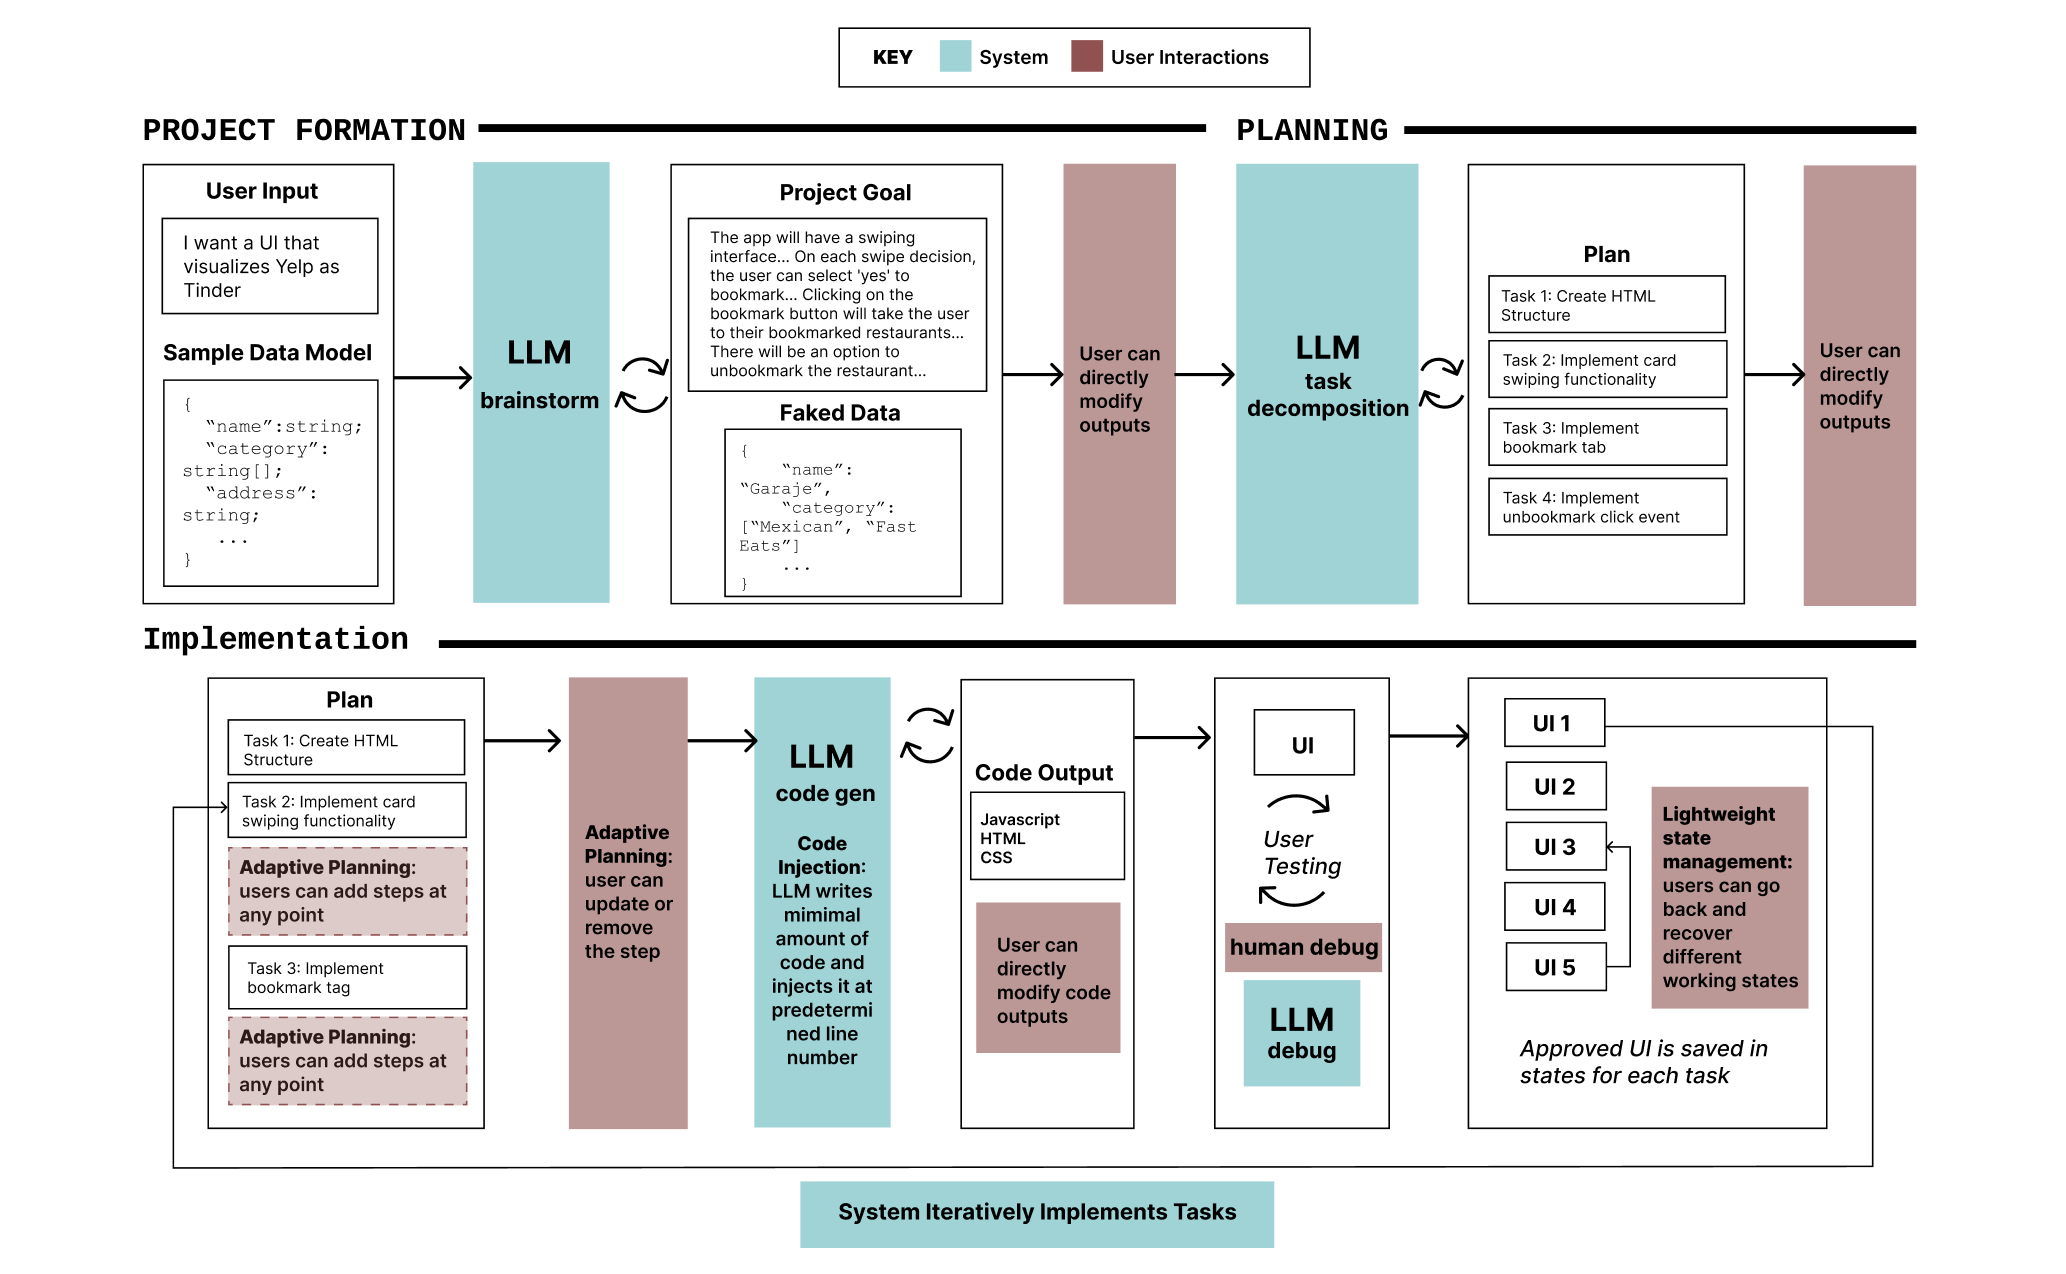 KEY
System
User Interactions
PROJECT FORMATION
PLANNING
User Input
I want a UI that
visualizes Yelp as
Tinder
Sample Data Model
{
“name”:string;
“category”:
string[];
“address”:
string;
...
}
LLM
brainstorm
Project Goal
The app will have a swiping
interface... On each swipe decision,
the user can select 'yes' to
bookmark... Clicking on the
bookmark button will take the user
to their bookmarked restaurants...
There will be an option to
unbookmark the restaurant...
Faked Data
{
“name”:
“Garaje”,
“category”:
[“Mexican”, “Fast
Eats”]
...
}
User can
directly
modify
outputs
LLM
task
decomposition
Plan
Task 1: Create HTML
Structure
Task 2: Implement card
swiping functionality
Task 3: Implement
bookmark tab
Task 4: Implement
unbookmark click event
User can
directly
modify
outputs
Implementation
Plan
Task 1: Create HTML
Structure
Task 2: Implement card
swiping functionality
Adaptive Planning:
users can add steps at
any point
Task 3: Implement
bookmark tag
Adaptive Planning:
users can add steps at
any point
Adaptive
Planning:
user can
update or
remove
the step
LLM
code gen
Code
Injection:
LLM writes
mimimal
amount of
code and
injects it at
predetermi
ned line
number
Code Output
Javascript
HTML
CSS
User can
directly
modify code
outputs
UI
User
Testing
human debug
LLM
debug
UI 1
UI 2
UI 3
UI 4
UI 5
Lightweight
state
management:
users can go
back and
recover
different
working states
Approved UI is saved in
states for each task
System Iteratively Implements Tasks